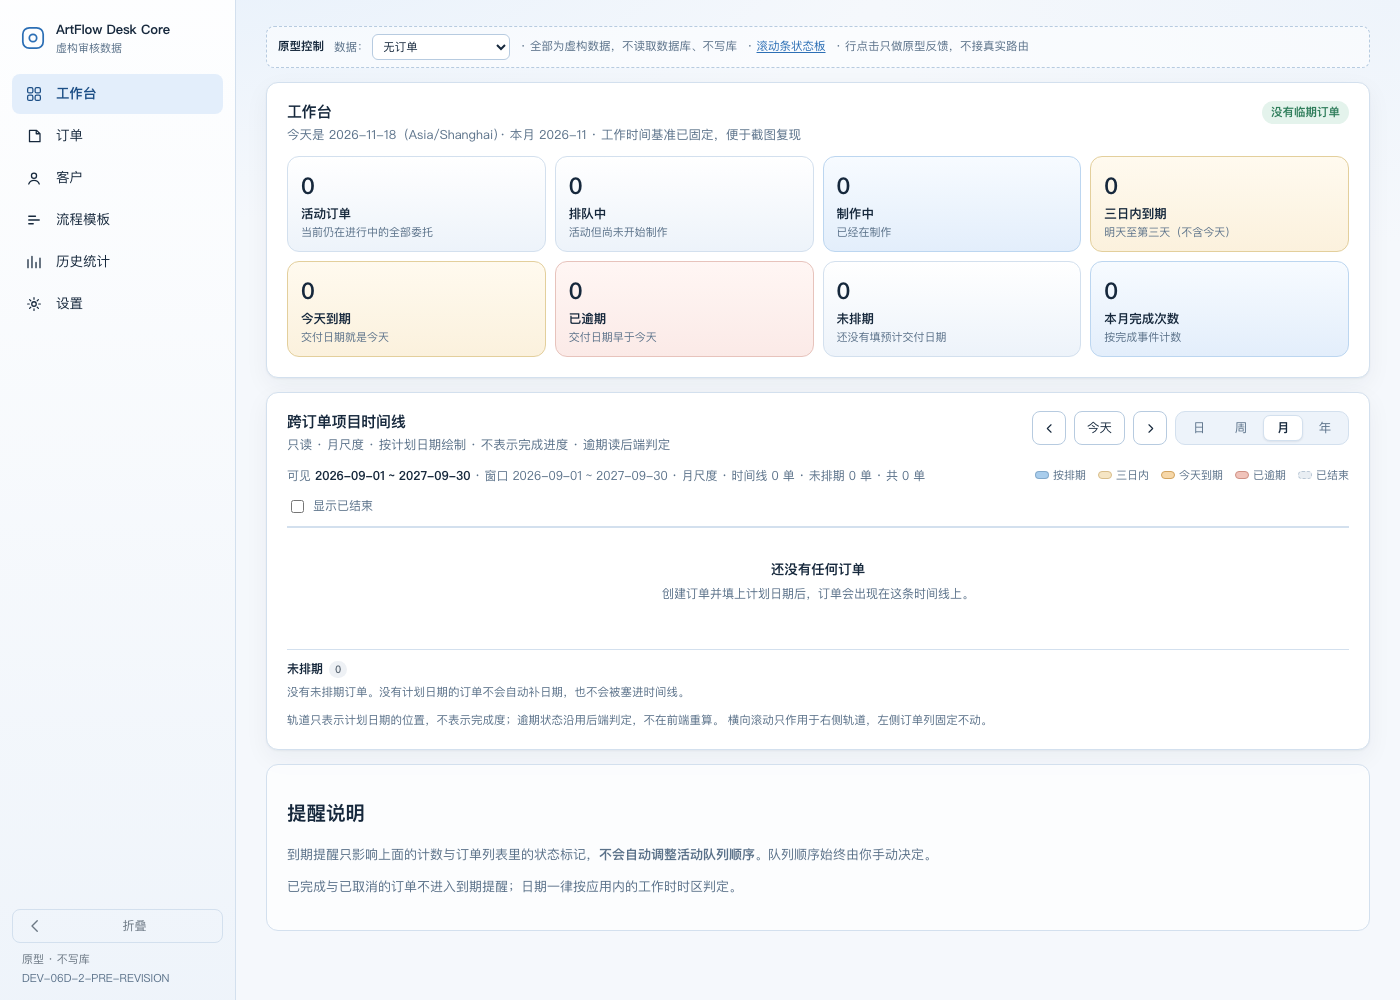 ArtFlow Desk Core
虚构审核数据
工作台
订单
客户
流程模板
历史统计
设置
折叠
原型 · 不写库
DEV-06D-2-PRE-REVISION
原型控制 数据： 无订单 · 全部为虚构数据，不读取数据库、不写库 · 滚动条状态板 · 行点击只做原型反馈，不接真实路由
工作台
没有临期订单
今天是 2026-11-18（Asia/Shanghai）· 本月 2026-11 · 工作时间基准已固定，便于截图复现
0
活动订单
当前仍在进行中的全部委托
0
排队中
活动但尚未开始制作
0
制作中
已经在制作
0
三日内到期
明天至第三天（不含今天）
0
今天到期
交付日期就是今天
0
已逾期
交付日期早于今天
0
未排期
还没有填预计交付日期
0
本月完成次数
按完成事件计数
跨订单项目时间线
今天 日 周 月 年
只读 · 月尺度 · 按计划日期绘制 · 不表示完成进度 · 逾期读后端判定
可见 2026-09-01 ~ 2027-09-30 · 窗口 2026-09-01 ~ 2027-09-30 · 月尺度 · 时间线 0 单 · 未排期 0 单 · 共 0 单
按排期 三日内 今天到期 已逾期 已结束
显示已结束
还没有任何订单
创建订单并填上计划日期后，订单会出现在这条时间线上。
未排期 0
没有未排期订单。没有计划日期的订单不会自动补日期，也不会被塞进时间线。
轨道只表示计划日期的位置，不表示完成度；逾期状态沿用后端判定，不在前端重算。 横向滚动只作用于右侧轨道，左侧订单列固定不动。
提醒说明
到期提醒只影响上面的计数与订单列表里的状态标记，不会自动调整活动队列顺序。队列顺序始终由你手动决定。
已完成与已取消的订单不进入到期提醒；日期一律按应用内的工作时时区判定。